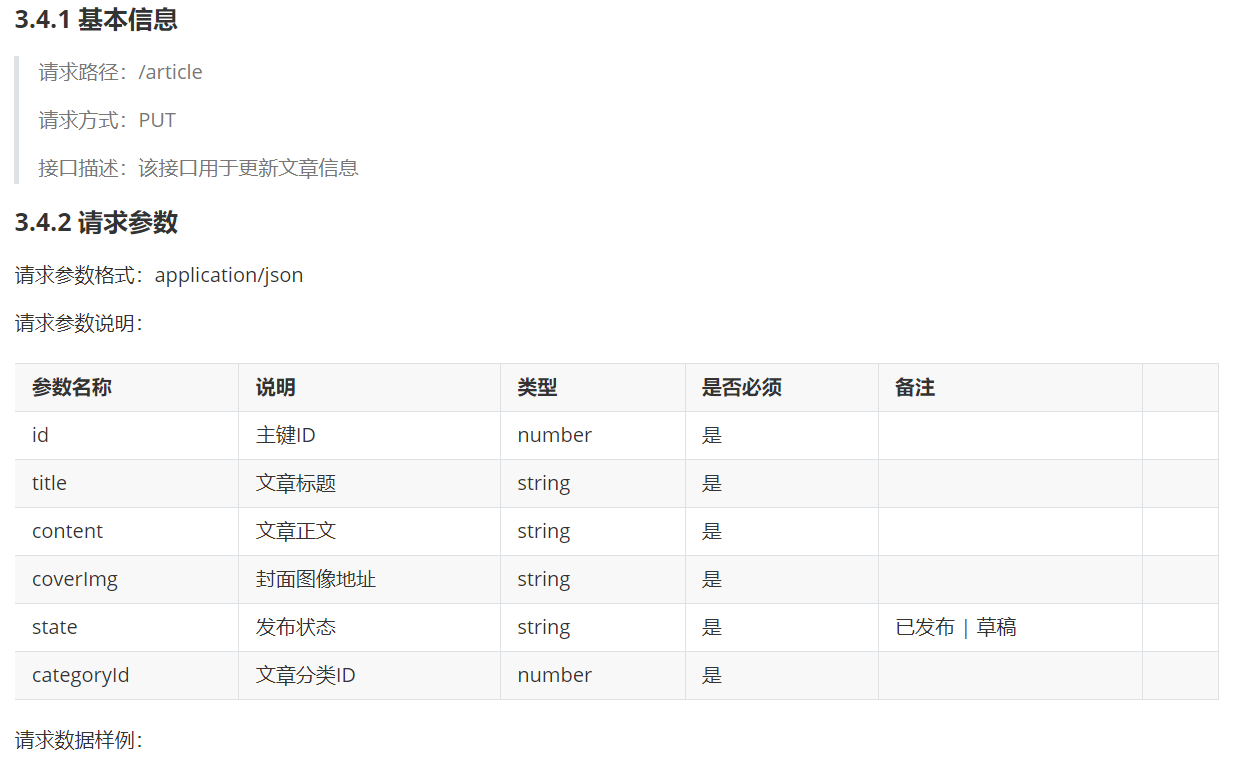 3.4.1 基本信息
请求路径：/article
请求方式：PUT
接口描述：该接口用于更新文章信息
3.4.2 请求参数
请求参数格式：application/json
请求参数说明：
参数名称 说明 类型 是否必须 备注
id 主键ID number 是
title 文章标题 string 是
content 文章正文 string 是
coverImg 封面图像地址 string 是
state 发布状态 string 是 已发布 | 草稿
categoryId 文章分类ID number 是
请求数据样例：